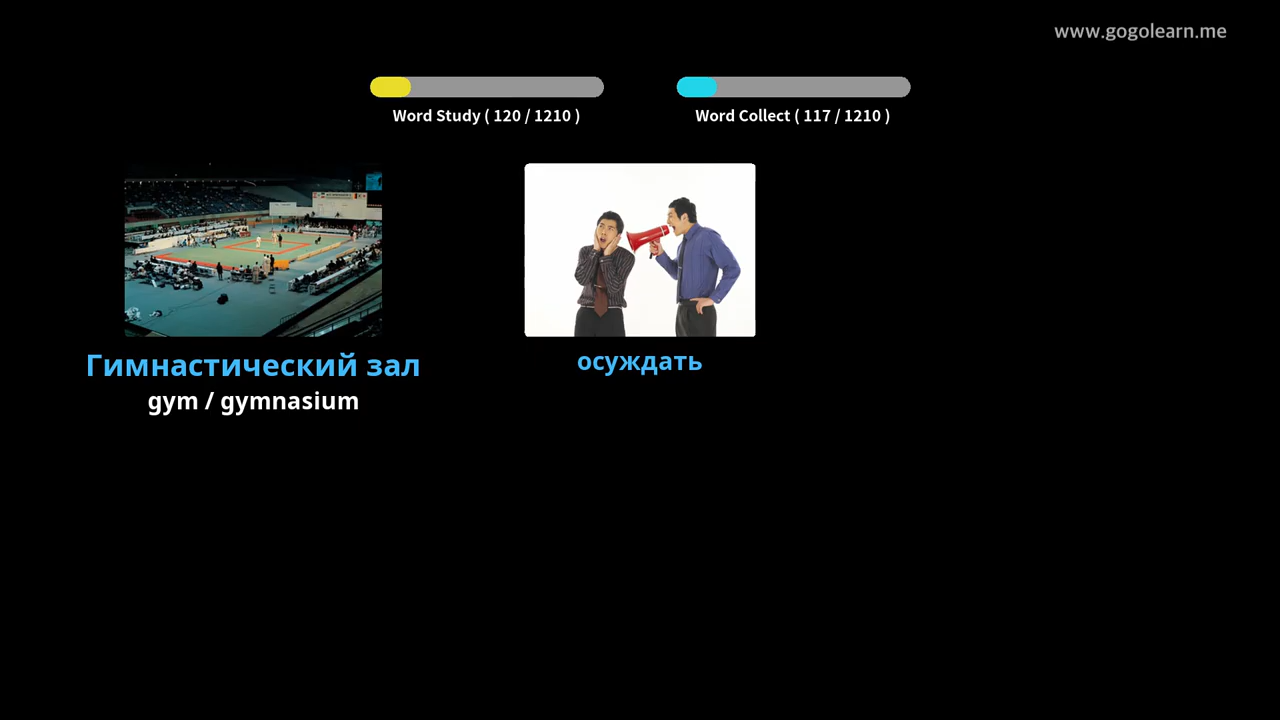 www.gogolearn.me
Word Study ( 120 / 1210 )
Word Collect ( 117 / 1210 )
Гимнастический зал
gym / gymnasium
осуждать